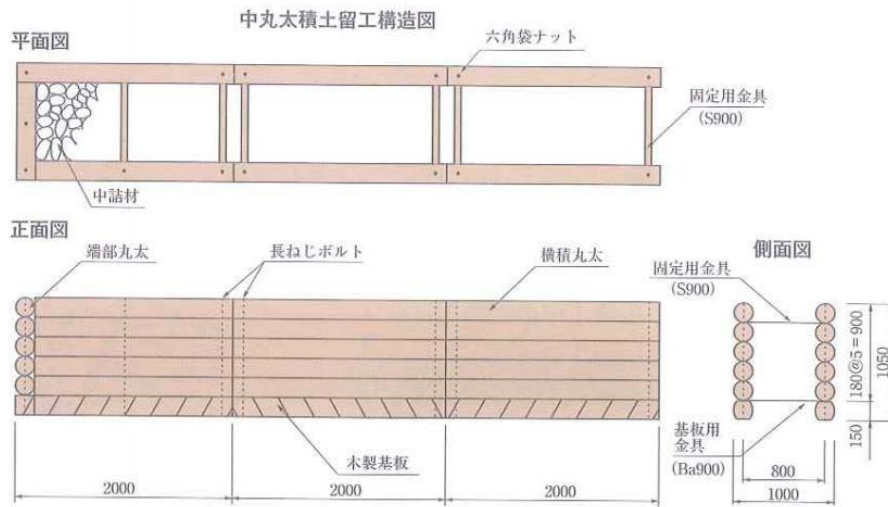 中丸太積土留工構造図
平面図
六角袋ナット
固定用金具
(S900)
中詰材
正面図
端部丸太
長ねじボルト
横積丸太
側面図
固定用金具
(S900)
180@5=900
1050
150
木製基板
基板用
金具
(Ba900)
2000
2000
2000
800
1000